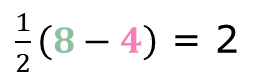 ½(8 − 4) = 2